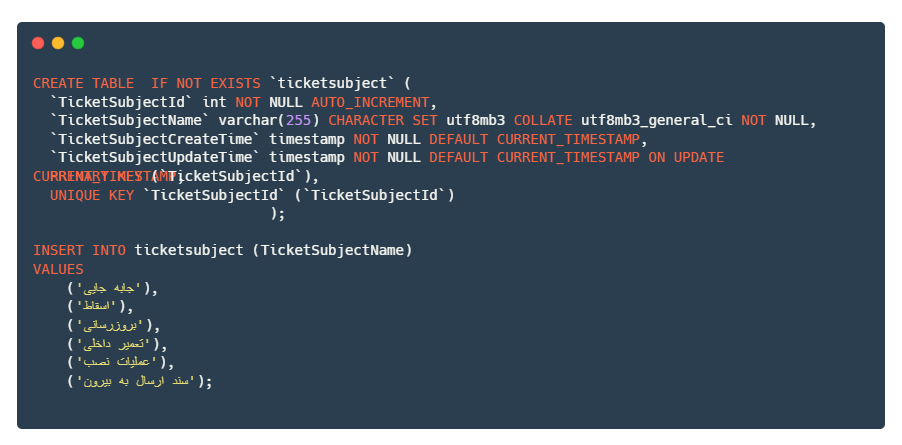 CREATE TABLE  IF NOT EXISTS `ticketsubject` (
`TicketSubjectId` int NOT NULL AUTO_INCREMENT,
`TicketSubjectName` varchar(255) CHARACTER SET utf8mb3 COLLATE utf8mb3_general_ci NOT NULL,
`TicketSubjectCreateTime` timestamp NOT NULL DEFAULT CURRENT_TIMESTAMP,
`TicketSubjectUpdateTime` timestamp NOT NULL DEFAULT CURRENT_TIMESTAMP ON UPDATE
CURRENT_TIMESTAMP,
PRIMARY KEY (`TicketSubjectId`),
UNIQUE KEY `TicketSubjectId` (`TicketSubjectId`)
);
INSERT INTO ticketsubject (TicketSubjectName)
VALUES
('جابه جایی'),
('اسقاط'),
('بروزرسانی'),
('تعمیر داخلی'),
('عملیات نصب'),
('سند ارسال به بیرون');